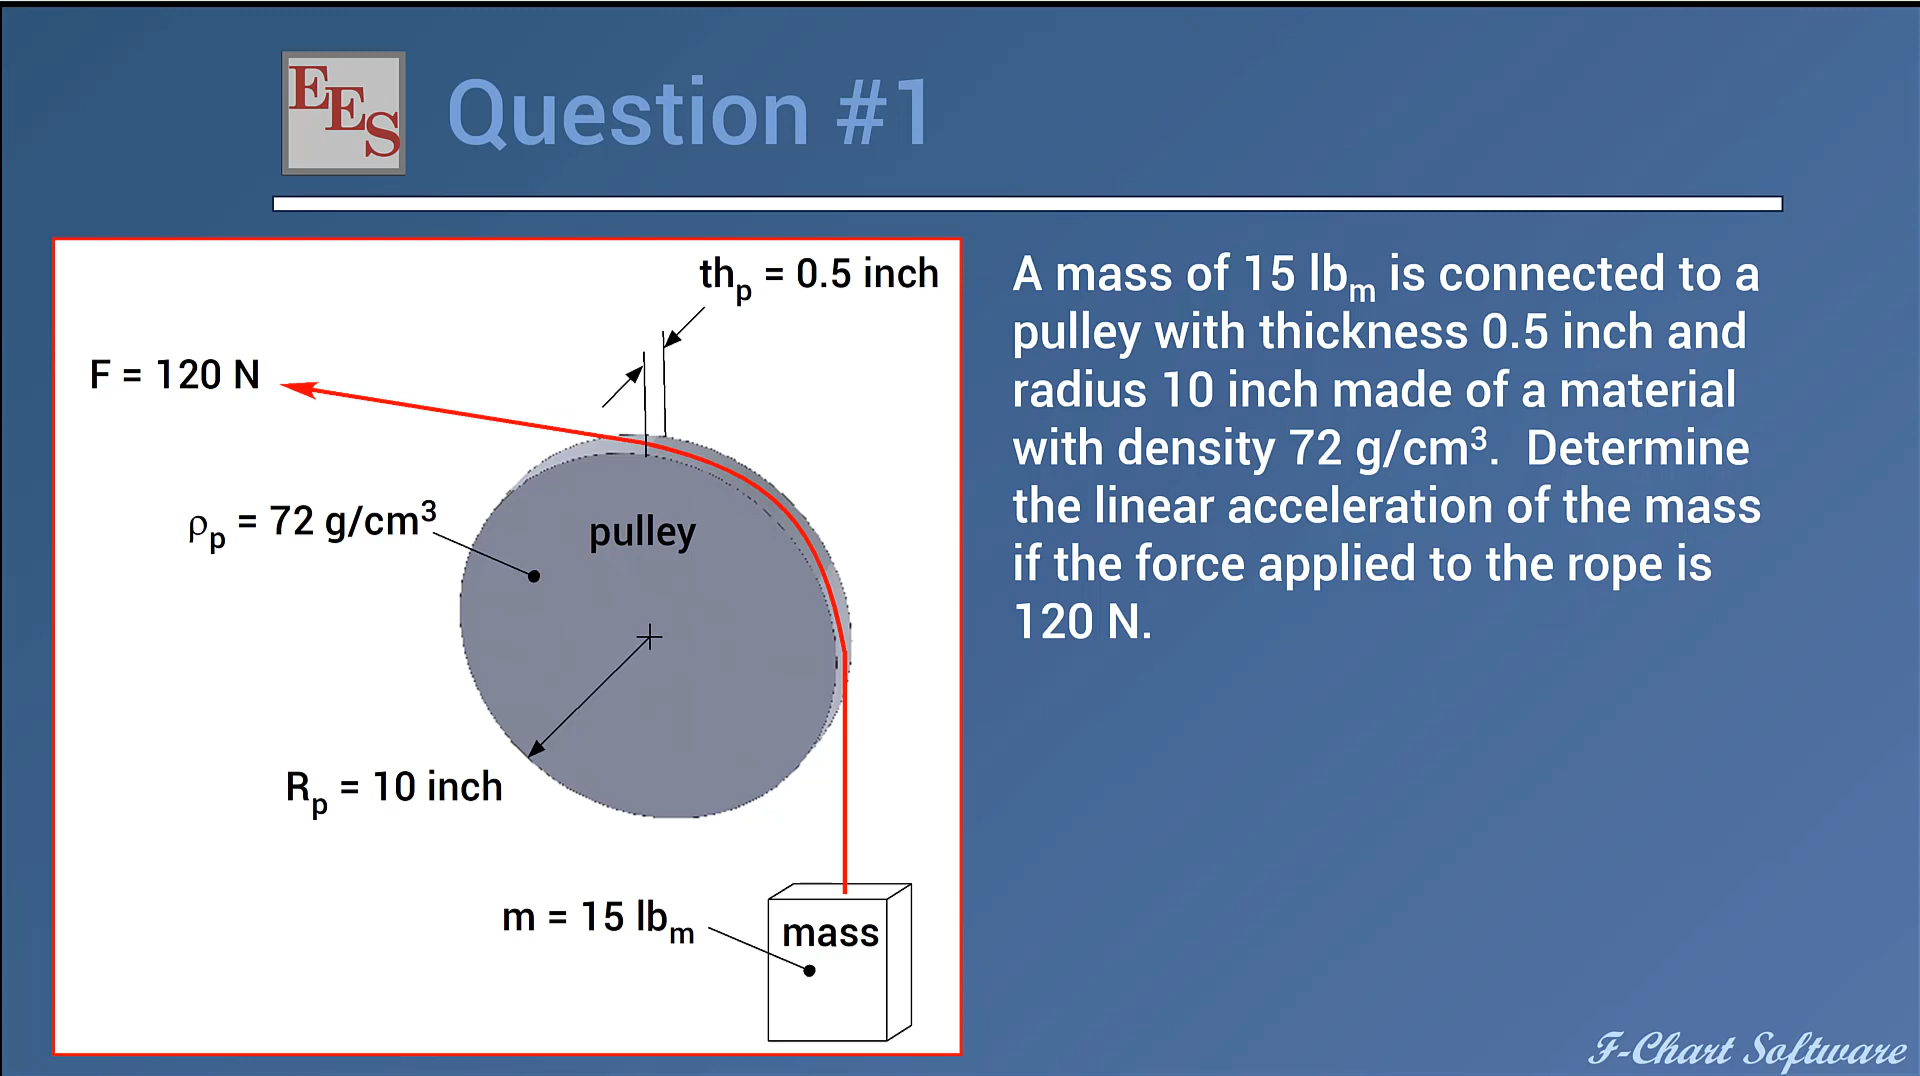 EES
Question #1
th_p = 0.5 inch
F = 120 N
ρ_p = 72 g/cm³
pulley
R_p = 10 inch
m = 15 lb_m
mass
A mass of 15 lb_m is connected to a
pulley with thickness 0.5 inch and
radius 10 inch made of a material
with density 72 g/cm³. Determine
the linear acceleration of the mass
if the force applied to the rope is
120 N.
F-Chart Software